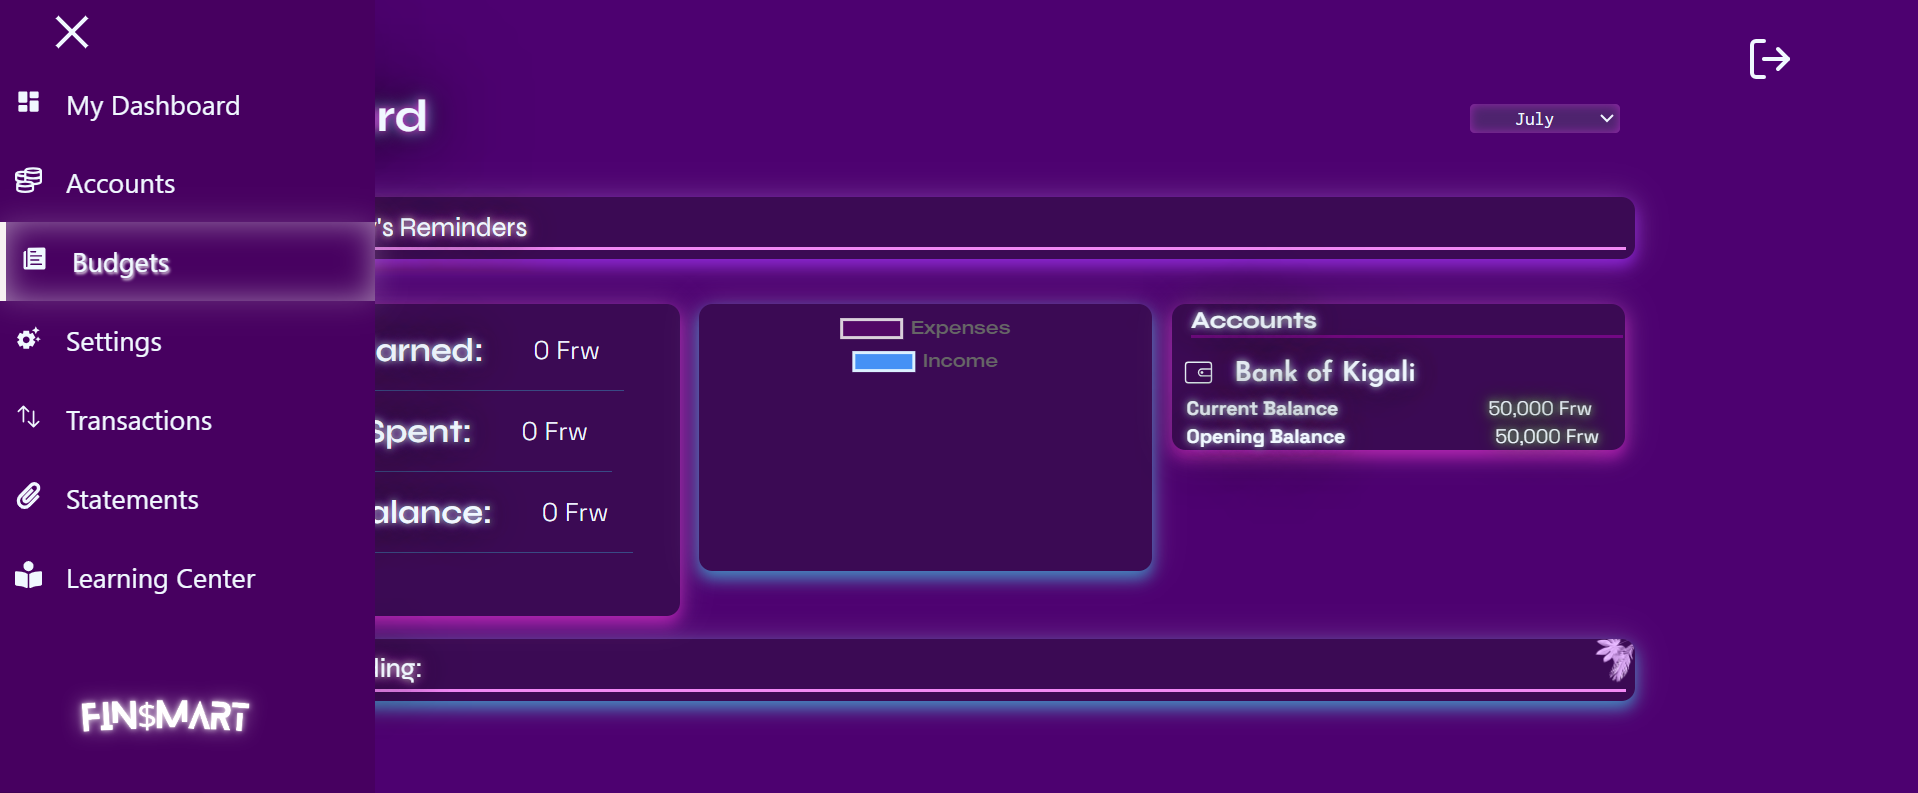 My Dashboard
Accounts
Budgets
Settings
Transactions
Statements
Learning Center
FIN$MART
rd
July
's Reminders
arned: 0 Frw
Spent: 0 Frw
alance: 0 Frw
Expenses
Income
Accounts
Bank of Kigali
Current Balance 50,000 Frw
Opening Balance 50,000 Frw
ling: